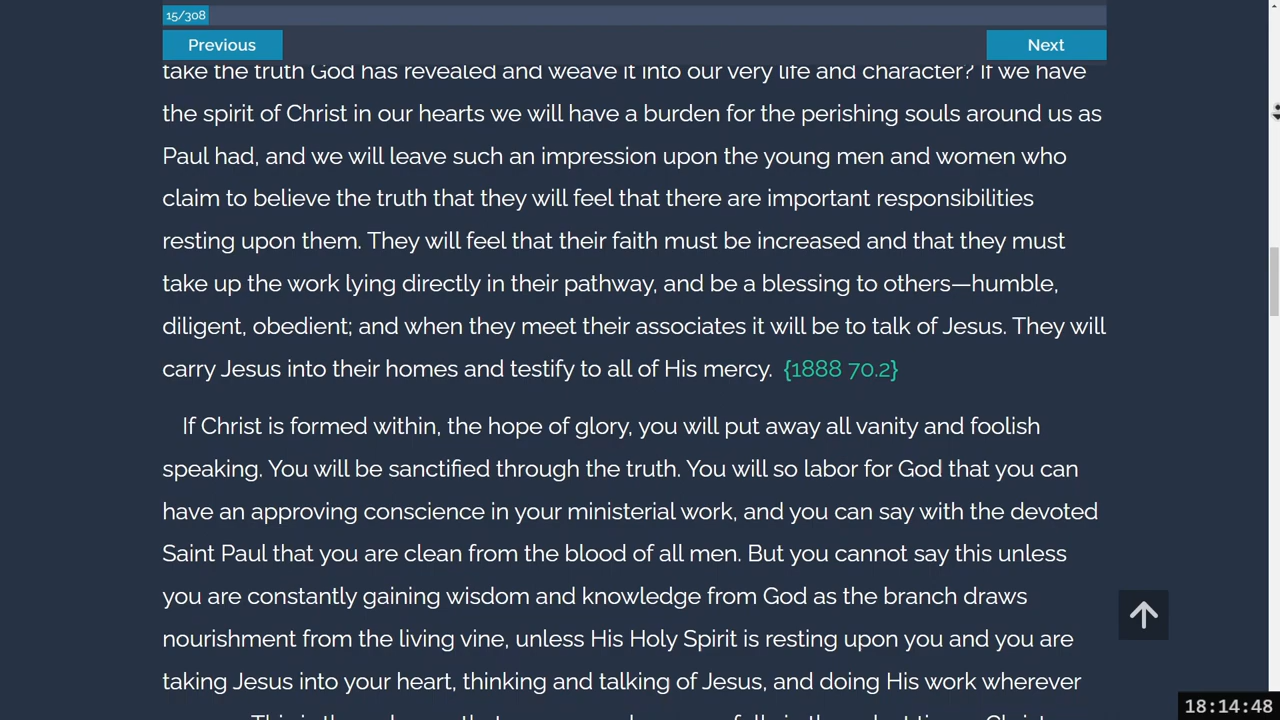 15/308
Previous
Next
take the truth God has revealed and weave it into our very life and character? If we have
the spirit of Christ in our hearts we will have a burden for the perishing souls around us as
Paul had, and we will leave such an impression upon the young men and women who
claim to believe the truth that they will feel that there are important responsibilities
resting upon them. They will feel that their faith must be increased and that they must
take up the work lying directly in their pathway, and be a blessing to others—humble,
diligent, obedient; and when they meet their associates it will be to talk of Jesus. They will
carry Jesus into their homes and testify to all of His mercy. {1888 70.2}
If Christ is formed within, the hope of glory, you will put away all vanity and foolish
speaking. You will be sanctified through the truth. You will so labor for God that you can
have an approving conscience in your ministerial work, and you can say with the devoted
Saint Paul that you are clean from the blood of all men. But you cannot say this unless
you are constantly gaining wisdom and knowledge from God as the branch draws
nourishment from the living vine, unless His Holy Spirit is resting upon you and you are
taking Jesus into your heart, thinking and talking of Jesus, and doing His work wherever
18:14:48